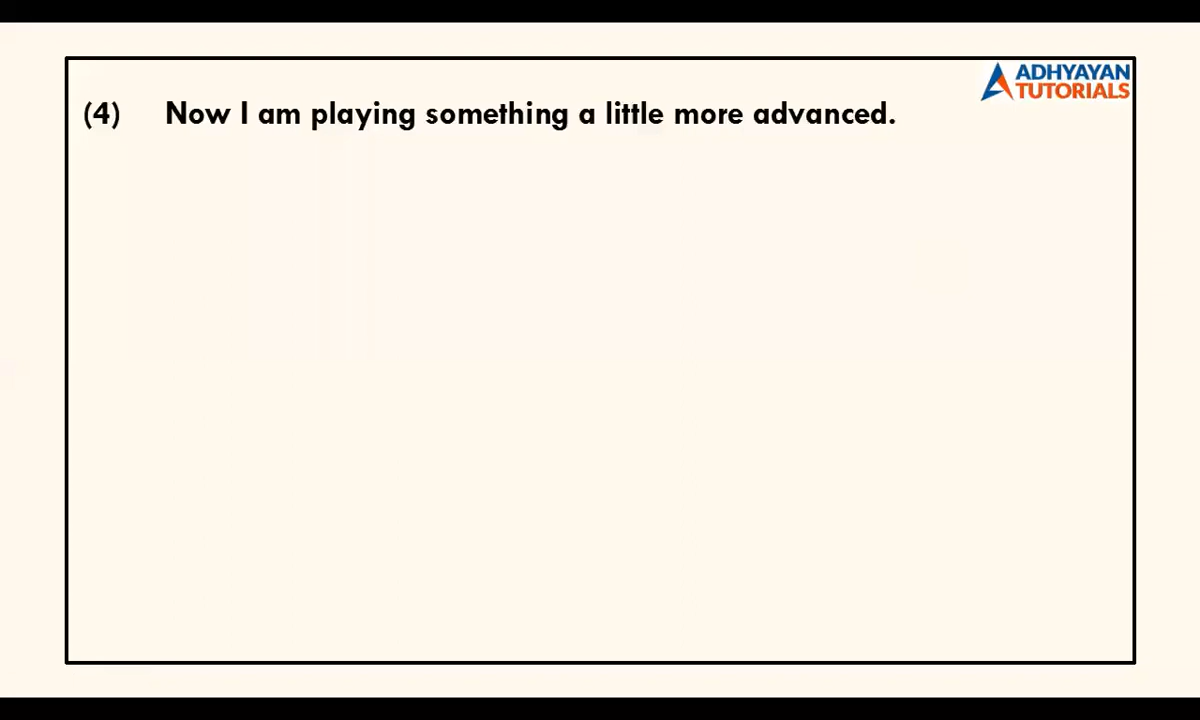 ADHYAYAN
TUTORIALS
(4) Now I am playing something a little more advanced.